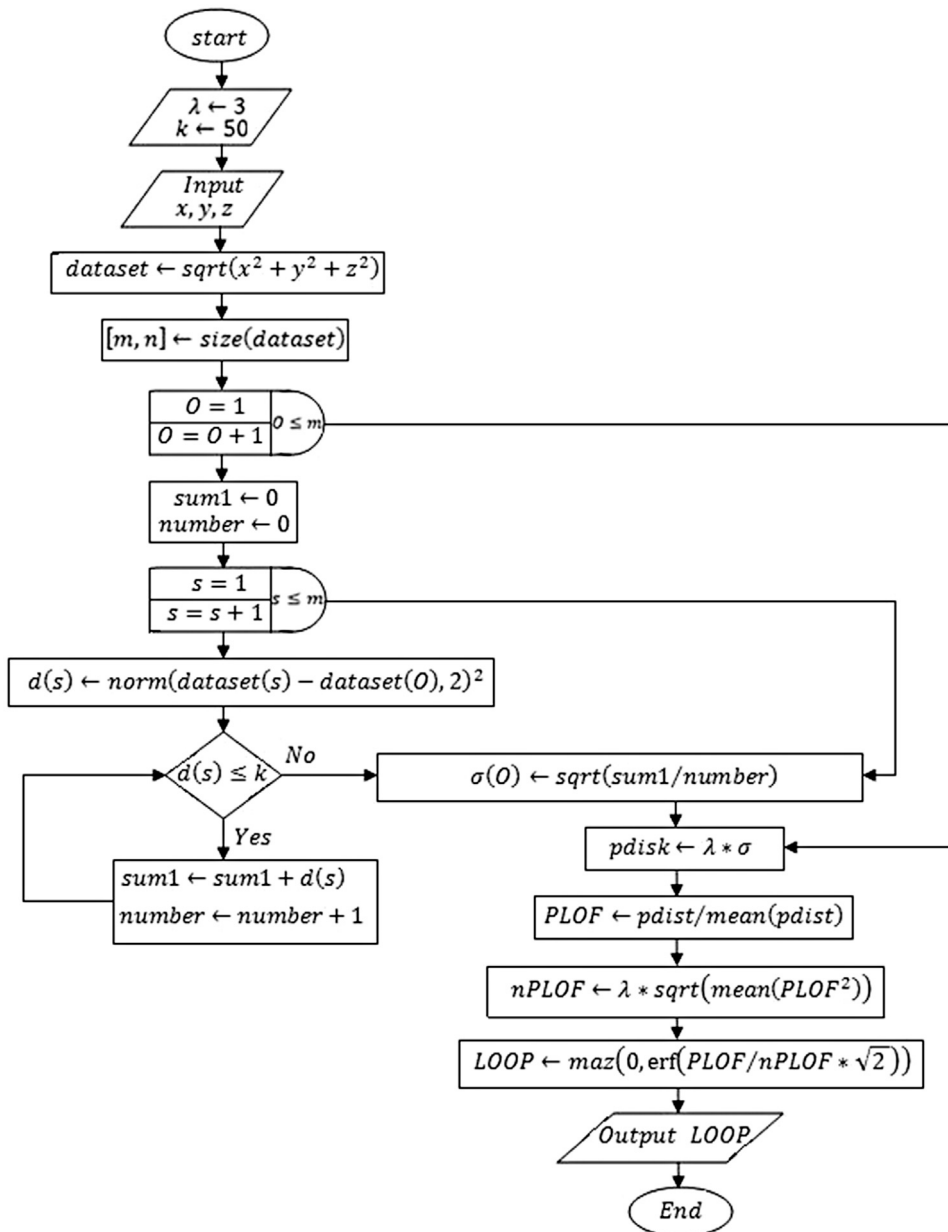 start
λ ← 3
k ← 50
Input
x, y, z
dataset ← sqrt(x² + y² + z²)
[m, n] ← size(dataset)
O = 1
O = O + 1
O ≤ m
sum1 ← 0
number ← 0
s = 1
s = s + 1
s ≤ m
d(s) ← norm(dataset(s) − dataset(O), 2)²
d(s) ≤ k
No
Yes
sum1 ← sum1 + d(s)
number ← number + 1
σ(O) ← sqrt(sum1/number)
pdisk ← λ * σ
PLOF ← pdist/mean(pdist)
nPLOF ← λ * sqrt(mean(PLOF²))
LOOP ← maz(0, erf(PLOF/nPLOF * √2))
Output LOOP
End